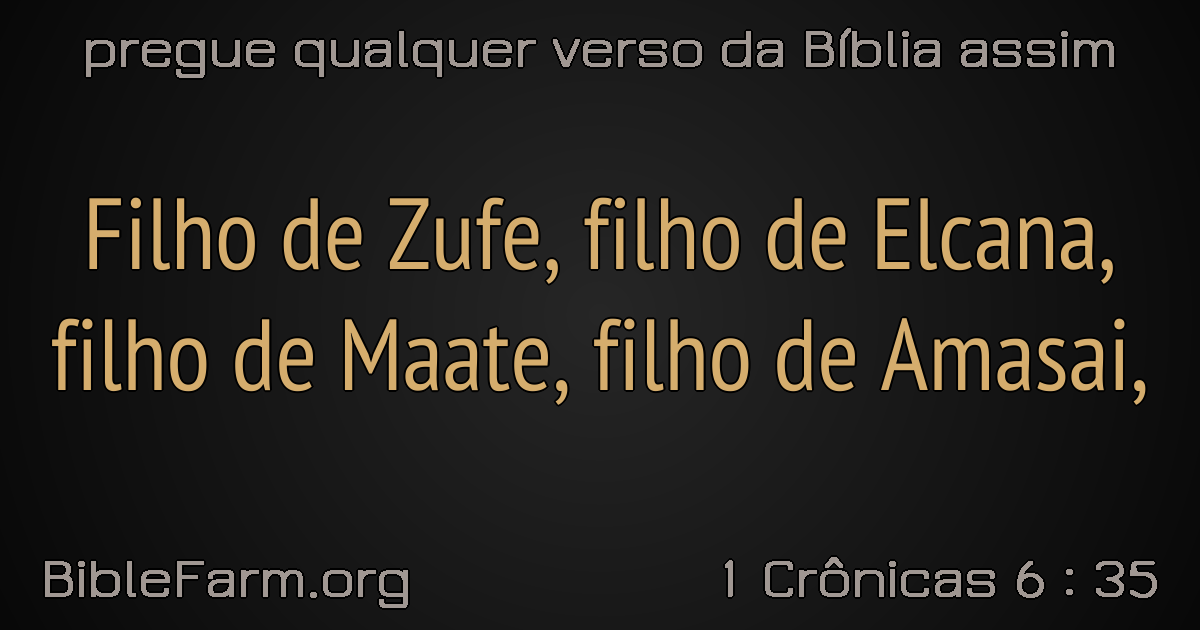 pregue qualquer verso da Bíblia assim
Filho de Zufe, filho de Elcana,
filho de Maate, filho de Amasai,
BibleFarm.org
1 Crônicas 6 : 35